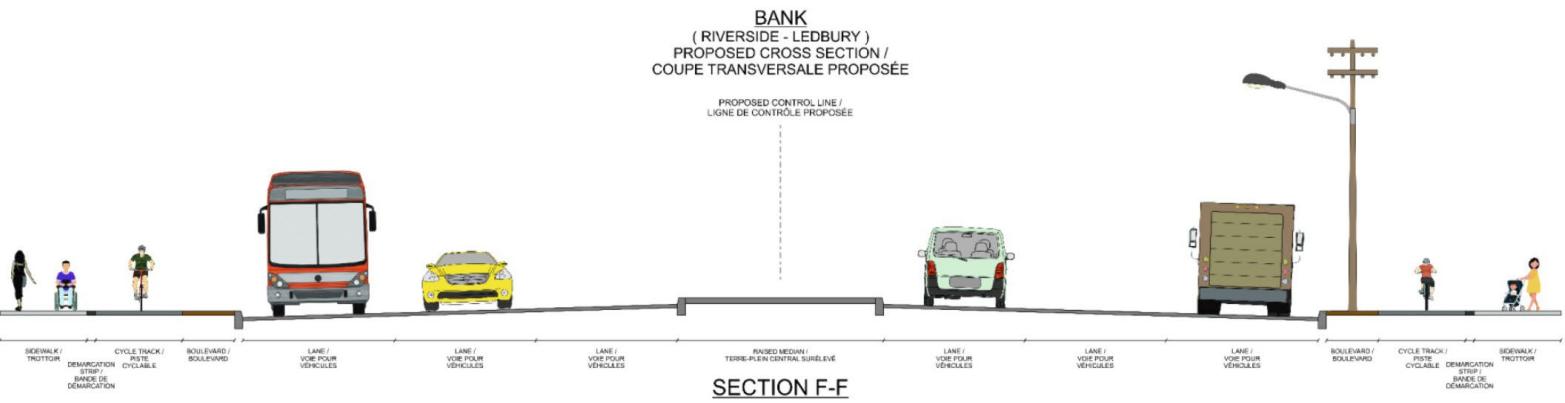 BANK
( RIVERSIDE - LEDBURY )
PROPOSED CROSS SECTION /
COUPE TRANSVERSALE PROPOSÉE
PROPOSED CONTROL LINE /
LIGNE DE CONTRÔLE PROPOSÉE
SIDEWALK /
TROTTOIR
DEMARCATION
STRIP /
BANDE DE
DÉMARCATION
CYCLE TRACK /
PISTE
CYCLABLE
BOULEVARD /
BOULEVARD
LANE /
VOIE POUR
VÉHICULES
LANE /
VOIE POUR
VÉHICULES
LANE /
VOIE POUR
VÉHICULES
RAISED MEDIAN /
TERRE-PLEIN CENTRAL SURÉLEVÉ
LANE /
VOIE POUR
VÉHICULES
LANE /
VOIE POUR
VÉHICULES
LANE /
VOIE POUR
VÉHICULES
BOULEVARD /
BOULEVARD
CYCLE TRACK /
PISTE
CYCLABLE
DEMARCATION
STRIP /
BANDE DE
DÉMARCATION
SIDEWALK /
TROTTOIR
SECTION F-F